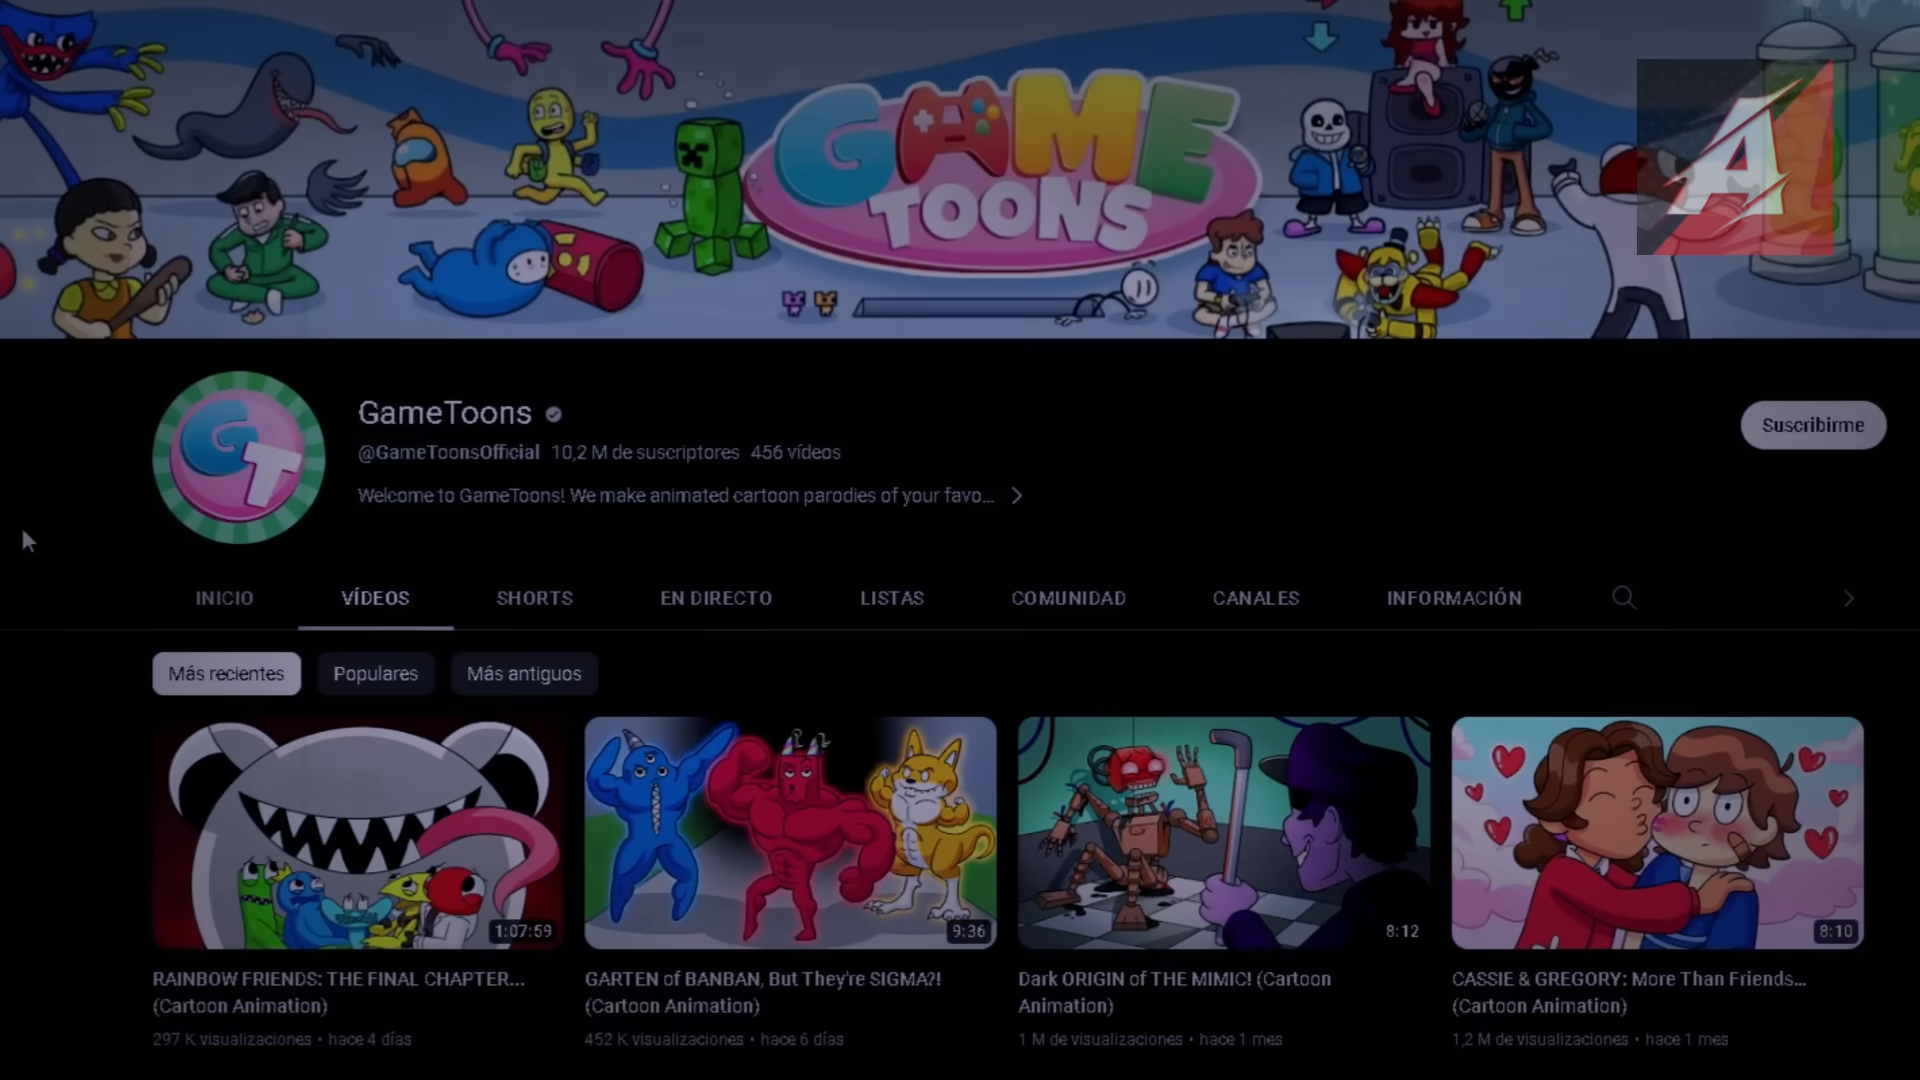 GAME
TOONS
A
GT
GameToons
@GameToonsOfficial 10,2 M de suscriptores 456 vídeos
Welcome to GameToons! We make animated cartoon parodies of your favo...
Suscribirme
INICIO VÍDEOS SHORTS EN DIRECTO LISTAS COMUNIDAD CANALES INFORMACIÓN
Más recientes Populares Más antiguos
1:07:59 9:36 8:12 8:10
RAINBOW FRIENDS: THE FINAL CHAPTER...
(Cartoon Animation)
297 K visualizaciones • hace 4 días
GARTEN of BANBAN, But They're SIGMA?!
(Cartoon Animation)
452 K visualizaciones • hace 6 días
Dark ORIGIN of THE MIMIC! (Cartoon
Animation)
1 M de visualizaciones • hace 1 mes
CASSIE & GREGORY: More Than Friends...
(Cartoon Animation)
1,2 M de visualizaciones • hace 1 mes